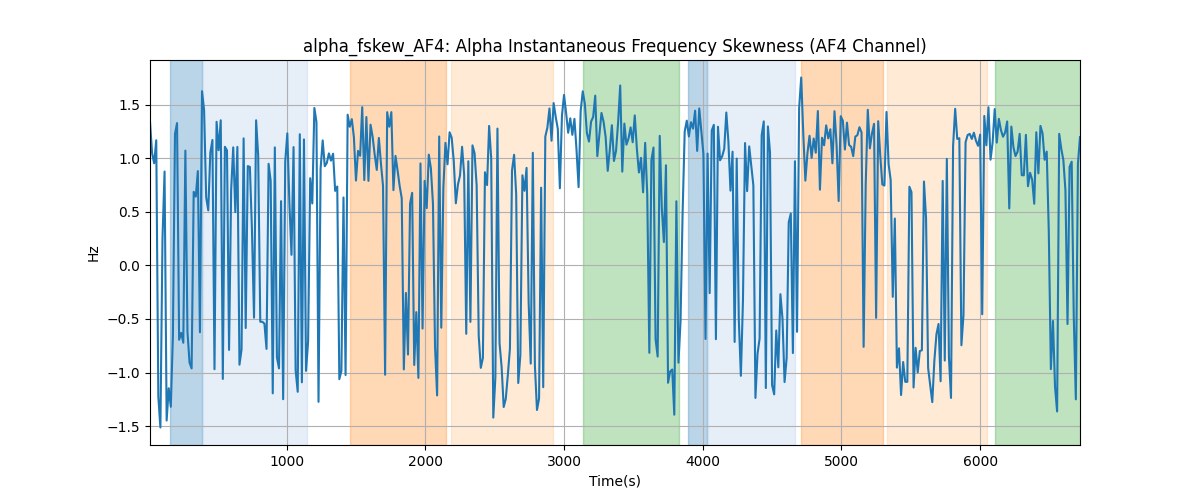 alpha_fskew_AF4: Alpha Instantaneous Frequency Skewness (AF4 Channel)
1.5
1.0
0.5
0.0
−0.5
−1.0
−1.5
Hz
1000 2000 3000 4000 5000 6000
Time(s)